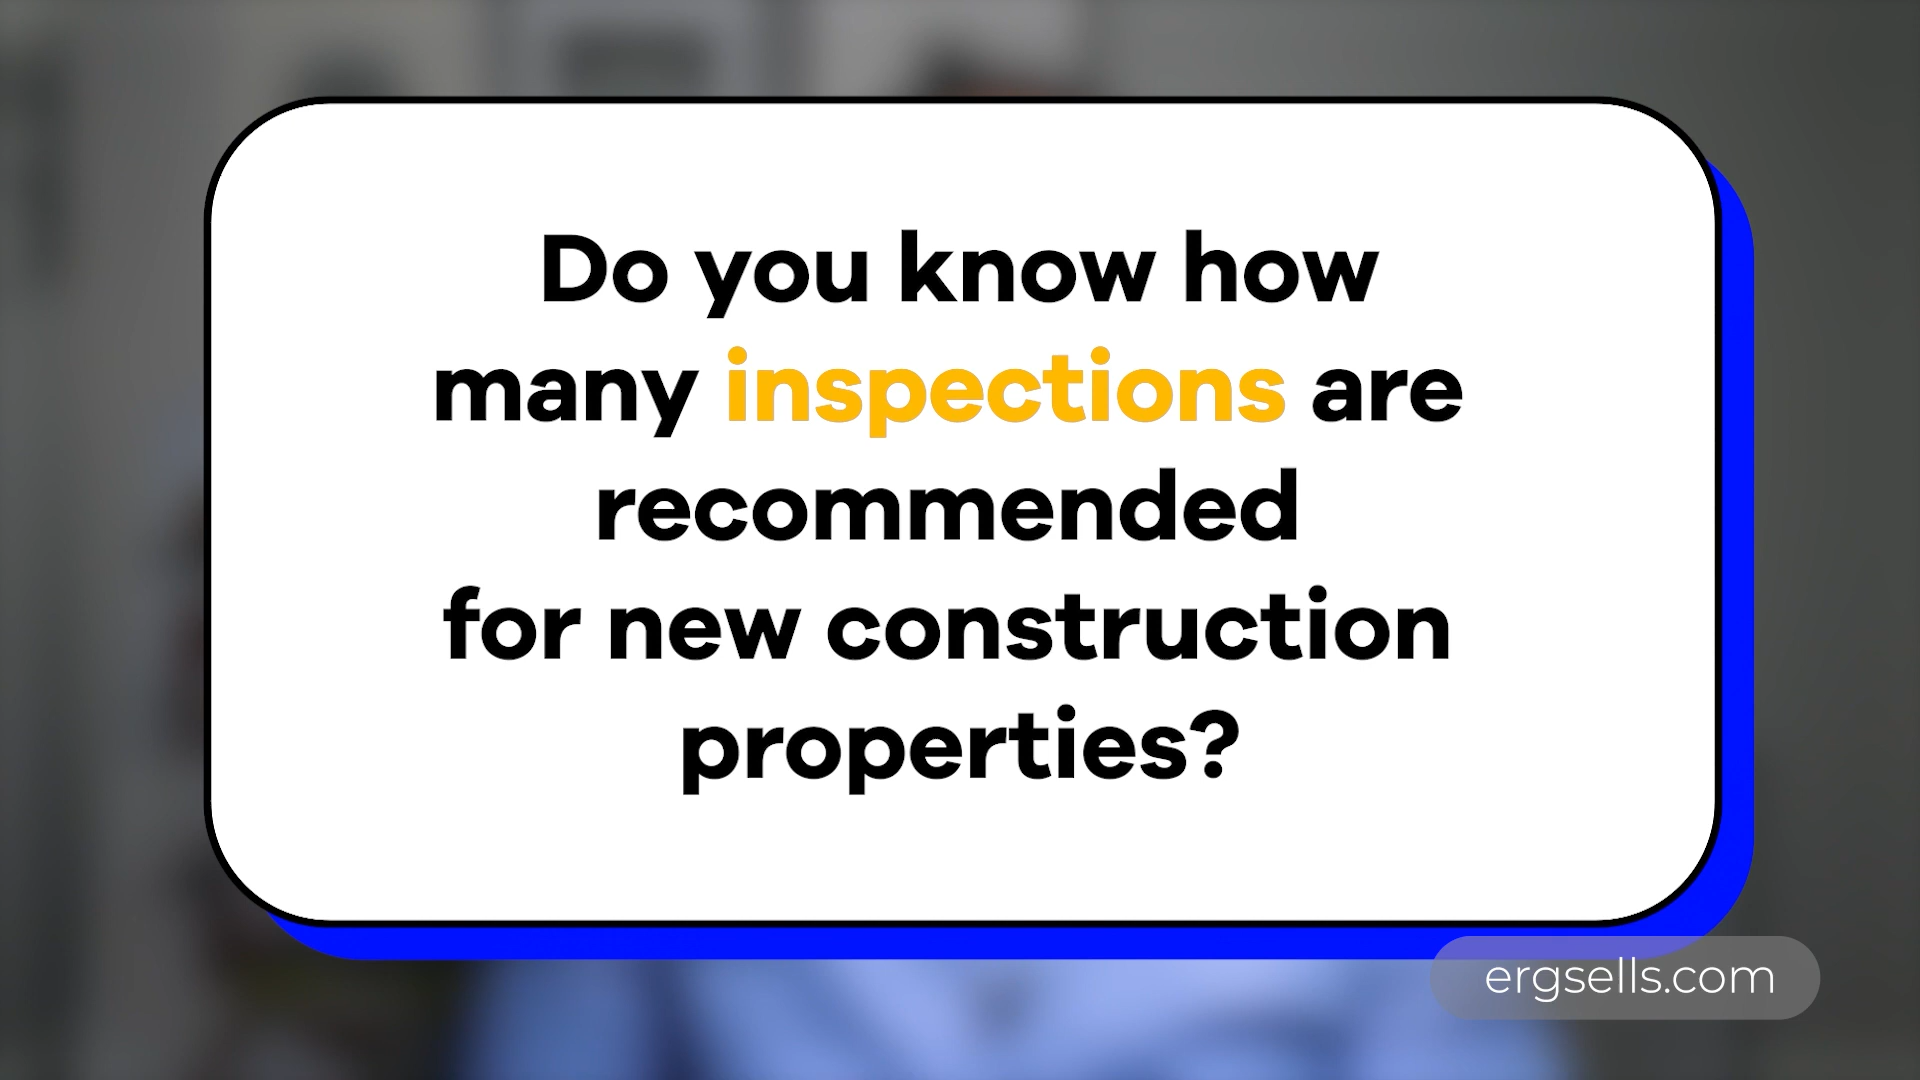 Do you know how
many inspections are
recommended
for new construction
properties?
ergsells.com